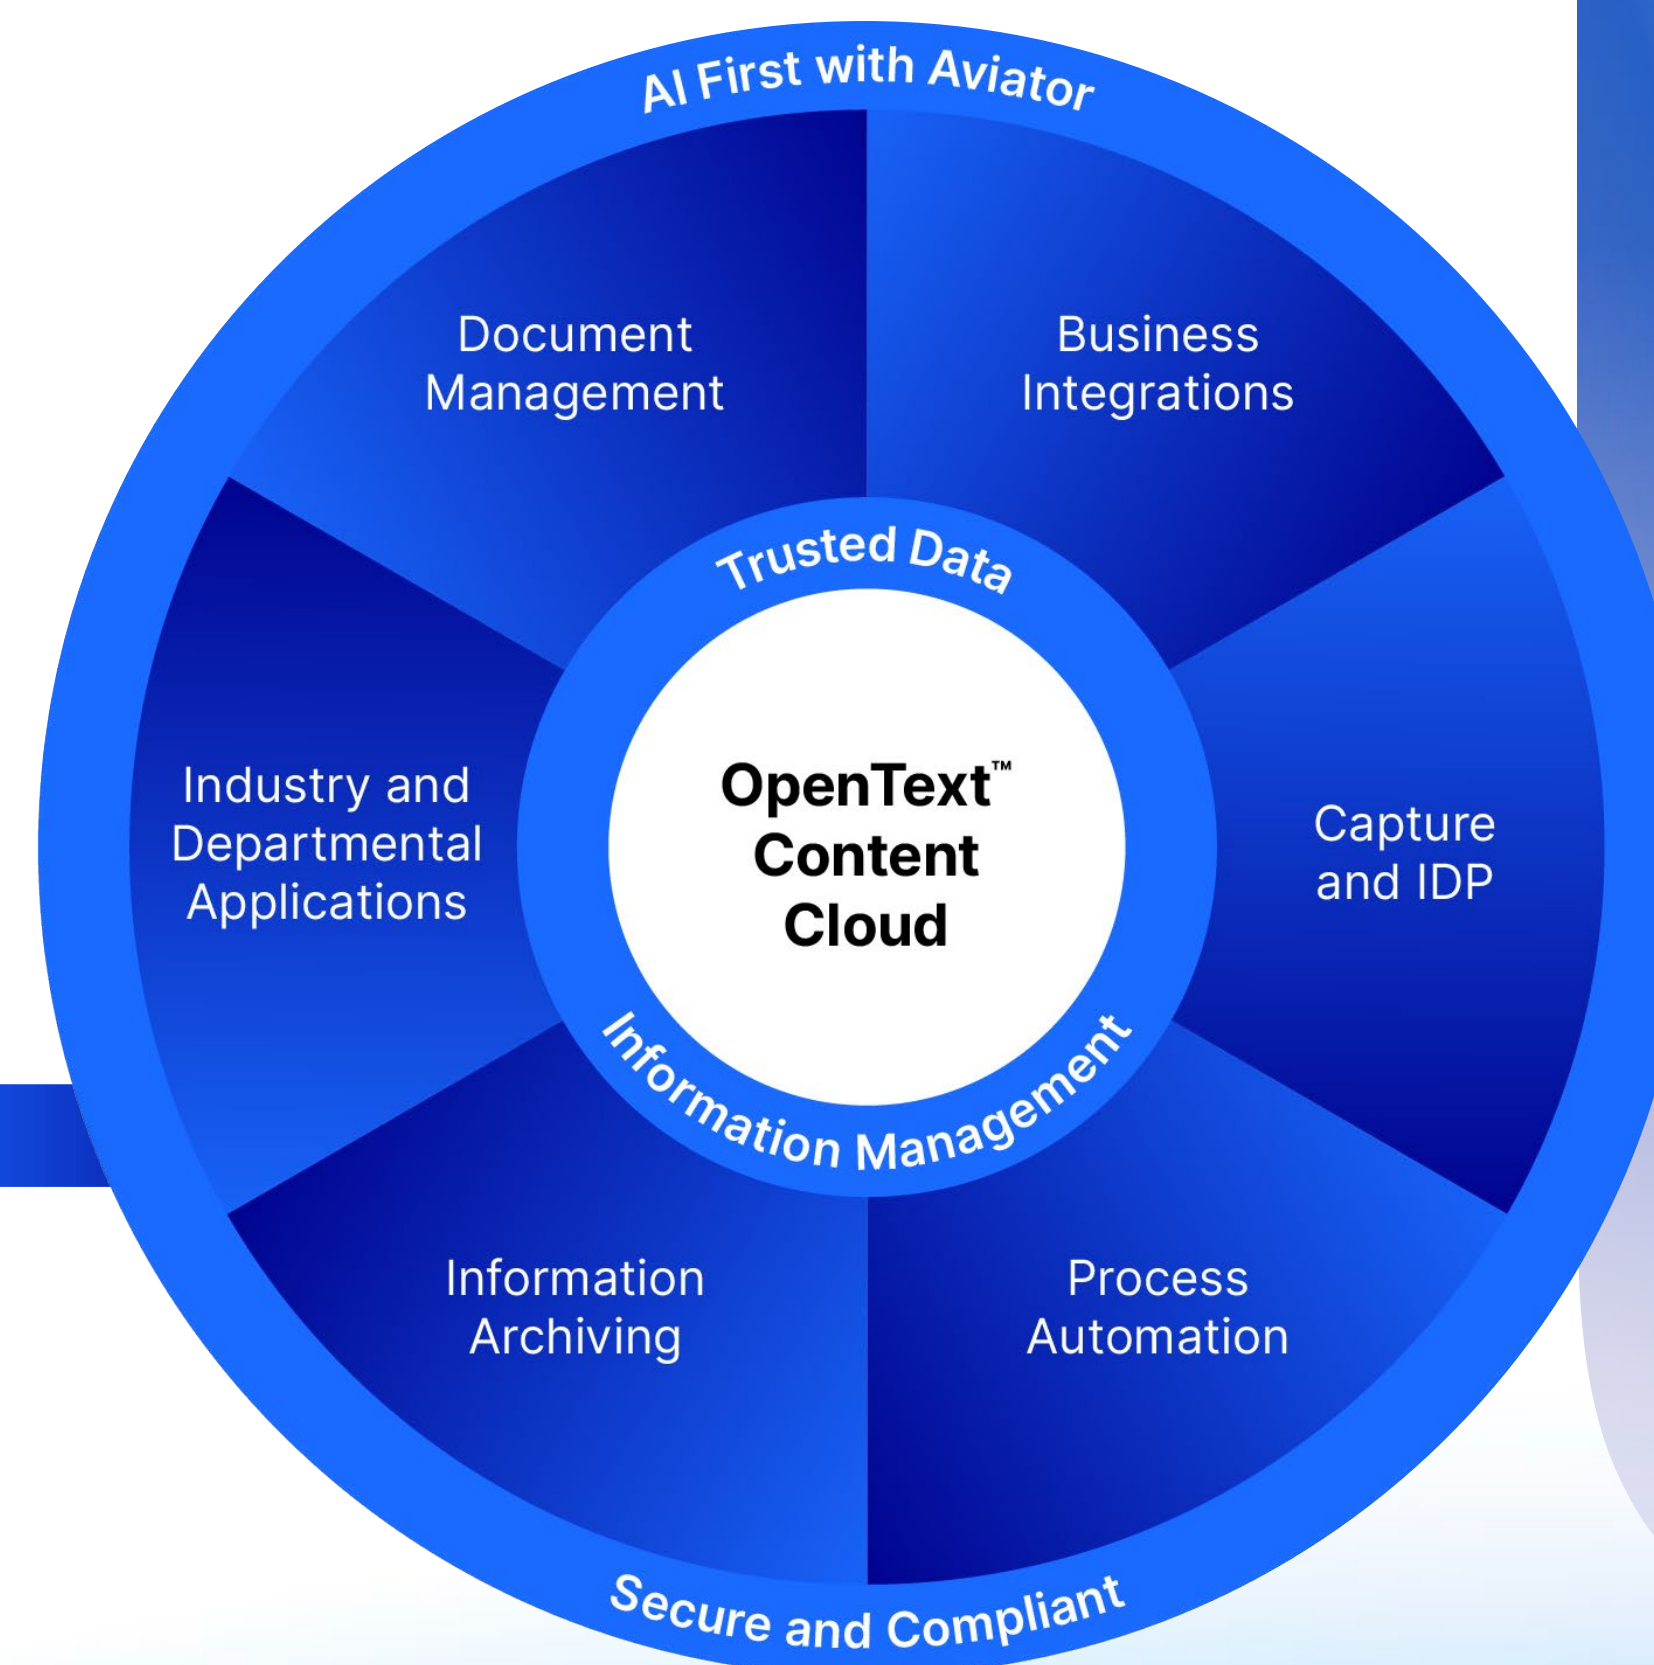 AI First with Aviator
Document
Management
Business
Integrations
Trusted Data
Industry and
Departmental
Applications
OpenText™
Content
Cloud
Capture
and IDP
Information Management
Information
Archiving
Process
Automation
Secure and Compliant